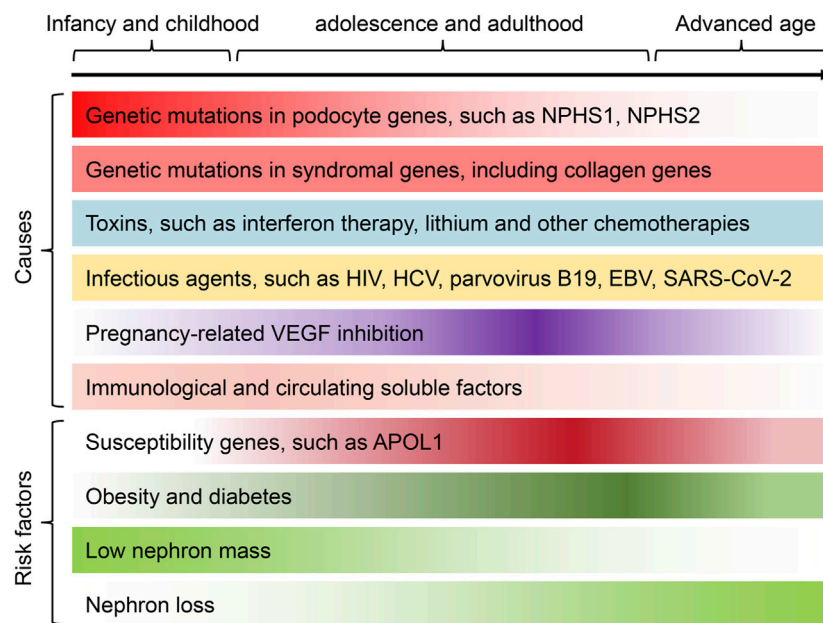 Infancy and childhood
adolescence and adulthood
Advanced age
Causes
Genetic mutations in podocyte genes, such as NPHS1, NPHS2
Genetic mutations in syndromal genes, including collagen genes
Toxins, such as interferon therapy, lithium and other chemotherapies
Infectious agents, such as HIV, HCV, parvovirus B19, EBV, SARS-CoV-2
Pregnancy-related VEGF inhibition
Immunological and circulating soluble factors
Risk factors
Susceptibility genes, such as APOL1
Obesity and diabetes
Low nephron mass
Nephron loss